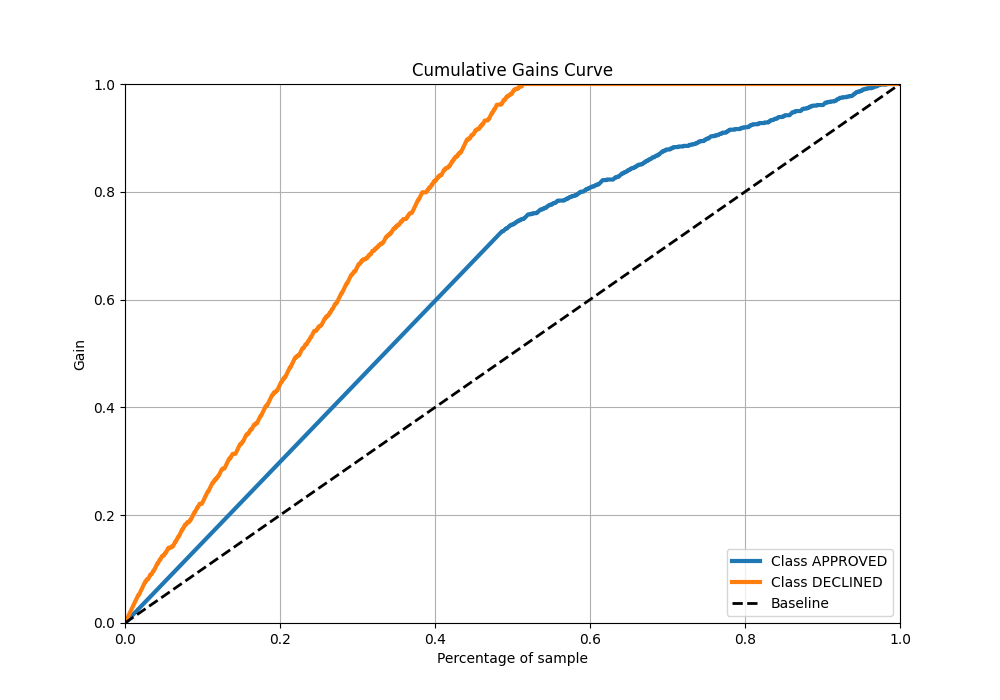 Cumulative Gains Curve
1.0
0.8
0.6
0.4
0.2
0.0
Gain
0.0 0.2 0.4 0.6 0.8 1.0
Percentage of sample
Class APPROVED
Class DECLINED
Baseline